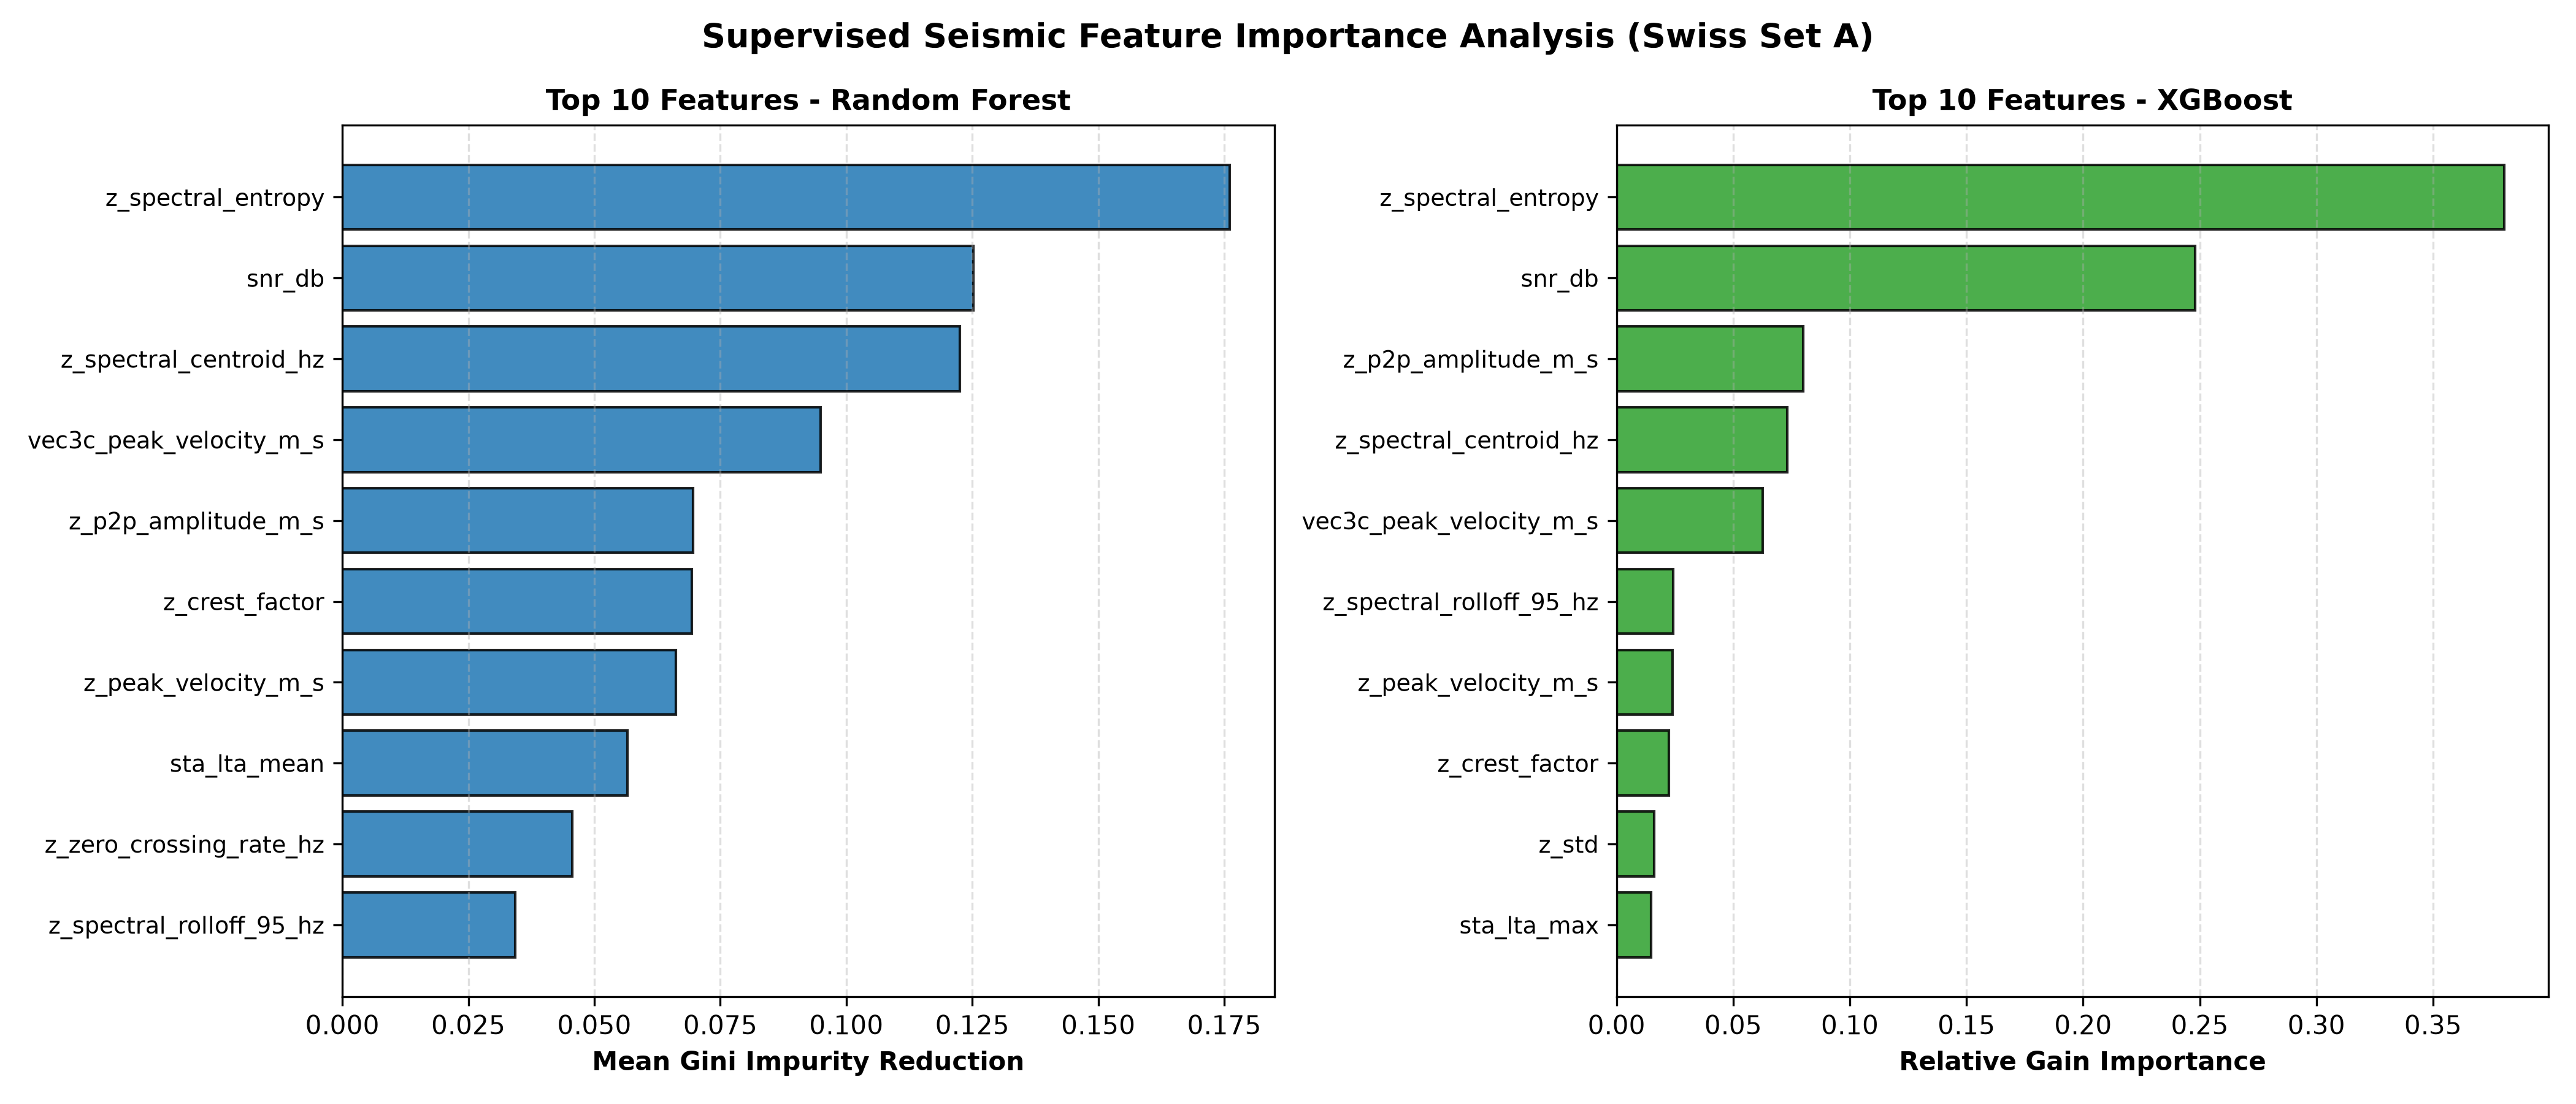 Supervised Seismic Feature Importance Analysis (Swiss Set A)
Top 10 Features - Random Forest
z_spectral_entropy
snr_db
z_spectral_centroid_hz
vec3c_peak_velocity_m_s
z_p2p_amplitude_m_s
z_crest_factor
z_peak_velocity_m_s
sta_lta_mean
z_zero_crossing_rate_hz
z_spectral_rolloff_95_hz
0.000 0.025 0.050 0.075 0.100 0.125 0.150 0.175
Mean Gini Impurity Reduction
Top 10 Features - XGBoost
z_spectral_entropy
snr_db
z_p2p_amplitude_m_s
z_spectral_centroid_hz
vec3c_peak_velocity_m_s
z_spectral_rolloff_95_hz
z_peak_velocity_m_s
z_crest_factor
z_std
sta_lta_max
0.00 0.05 0.10 0.15 0.20 0.25 0.30 0.35
Relative Gain Importance